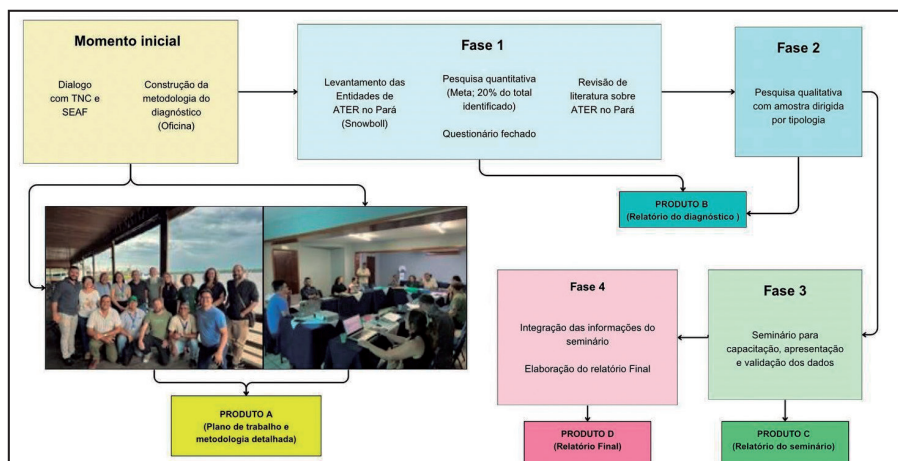 Momento inicial
Dialogo
com TNC e
SEAF
Construção da
metodologia do
diagnóstico
(Oficina)
Fase 1
Levantamento das
Entidades de
ATER no Pará
(Snowboll)
Pesquisa quantitativa
(Meta; 20% do total
identificado)
Questionário fechado
Revisão de
literatura sobre
ATER no Pará
Fase 2
Pesquisa qualitativa
com amostra dirigida
por tipologia
PRODUTO B
(Relatório do diagnóstico )
Fase 3
Seminário para
capacitação, apresentação
e validação dos dados
Fase 4
Integração das informações do
seminário
Elaboração do relatório Final
PRODUTO A
(Plano de trabalho e
metodologia detalhada)
PRODUTO D
(Relatório Final)
PRODUTO C
(Relatório do seminário)